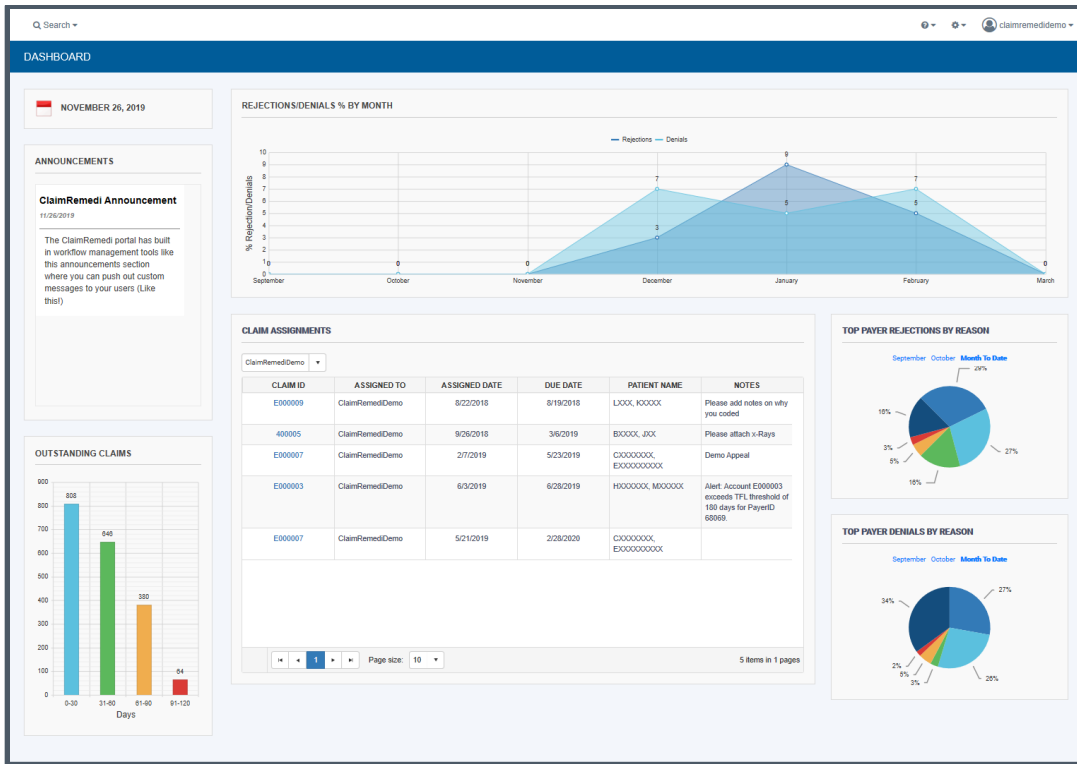 Search
claimremedidemo
DASHBOARD
NOVEMBER 26, 2019
ANNOUNCEMENTS
ClaimRemedi Announcement
11/26/2019
The ClaimRemedi portal has built
in workflow management tools like
this announcements section
where you can push out custom
messages to your users (Like
this!)
OUTSTANDING CLAIMS
900
800
700
600
500
400
300
200
100
0
808
646
380
64
0-30 31-60 61-90 91-120
Days
REJECTIONS/DENIALS % BY MONTH
Rejections Denials
% Rejection/Denials
10
9
8
7
6
5
4
3
2
1
0
0 0 0 7 3 9 5 7 5 0
September October November December January February March
CLAIM ASSIGNMENTS
ClaimRemediDemo
CLAIM ID ASSIGNED TO ASSIGNED DATE DUE DATE PATIENT NAME NOTES
E000009 ClaimRemediDemo 8/22/2018 8/19/2018 LXXX, KXXXX Please add notes on why
you coded
400005 ClaimRemediDemo 9/26/2018 3/6/2019 BXXXX, JXX Please attach x-Rays
E000007 ClaimRemediDemo 2/7/2019 5/23/2019 CXXXXXXX, Demo Appeal
EXXXXXXXXX
E000003 ClaimRemediDemo 6/3/2019 6/28/2019 HXXXXXX, MXXXXX Alert: Account E000003
exceeds TFL threshold of
180 days for PayerID
68069.
E000007 ClaimRemediDemo 5/21/2019 2/28/2020 CXXXXXXX,
EXXXXXXXXX
1 Page size: 10 5 items in 1 pages
TOP PAYER REJECTIONS BY REASON
September October Month To Date
29%
27%
16%
5%
3%
18%
TOP PAYER DENIALS BY REASON
September October Month To Date
27%
26%
3%
5%
2%
34%